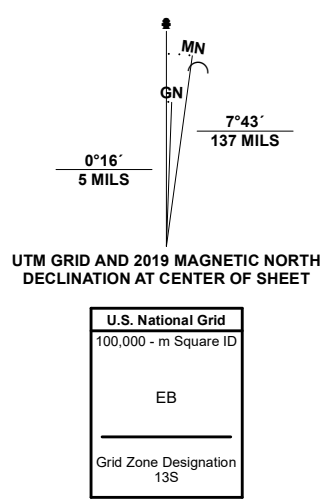 MN
GN
7°43´
137 MILS
0°16´
5 MILS
UTM GRID AND 2019 MAGNETIC NORTH
DECLINATION AT CENTER OF SHEET
U.S. National Grid
100,000 - m Square ID
EB
Grid Zone Designation
13S